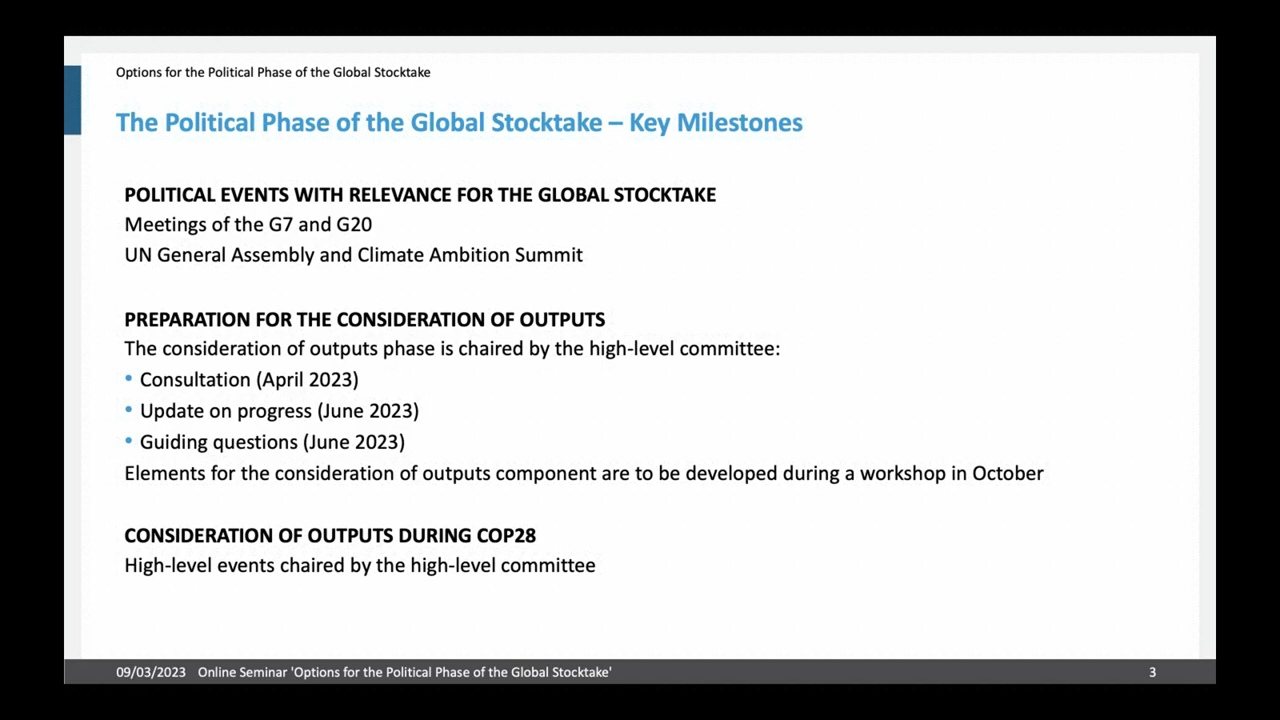 Options for the Political Phase of the Global Stocktake
The Political Phase of the Global Stocktake – Key Milestones
POLITICAL EVENTS WITH RELEVANCE FOR THE GLOBAL STOCKTAKE
Meetings of the G7 and G20
UN General Assembly and Climate Ambition Summit
PREPARATION FOR THE CONSIDERATION OF OUTPUTS
The consideration of outputs phase is chaired by the high-level committee:
• Consultation (April 2023)
• Update on progress (June 2023)
• Guiding questions (June 2023)
Elements for the consideration of outputs component are to be developed during a workshop in October
CONSIDERATION OF OUTPUTS DURING COP28
High-level events chaired by the high-level committee
09/03/2023 Online Seminar 'Options for the Political Phase of the Global Stocktake' 3